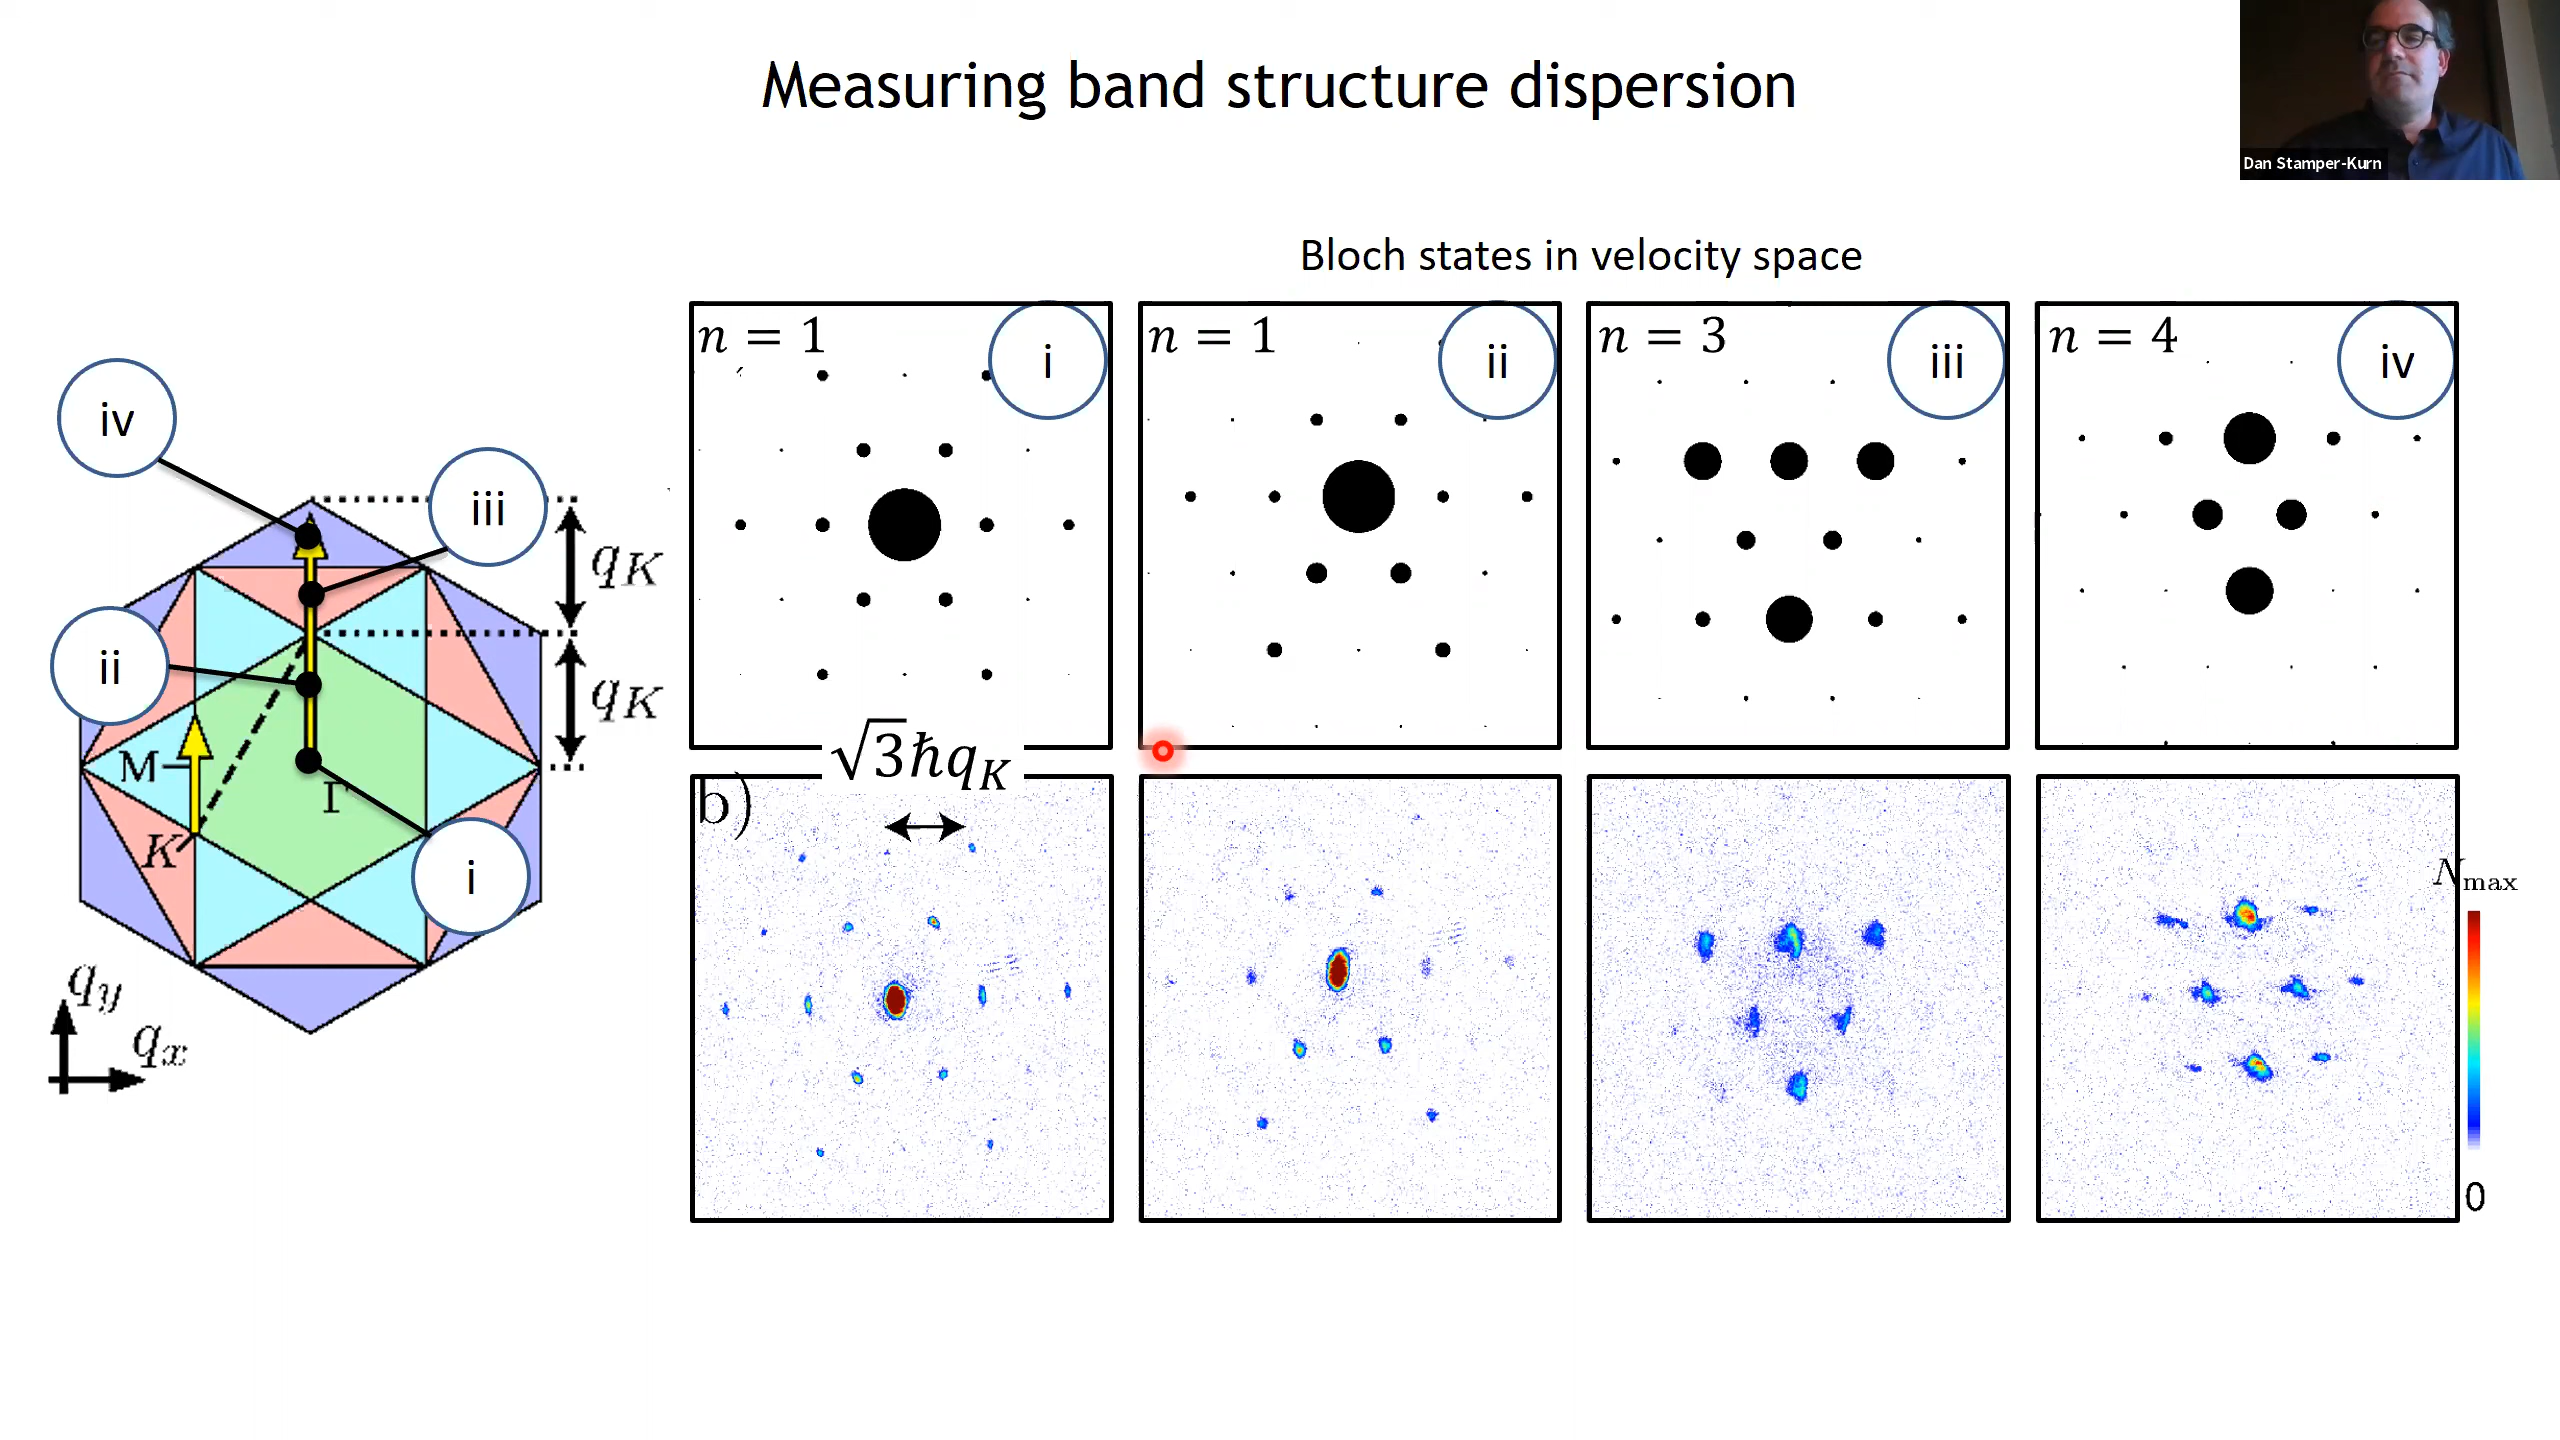 Measuring band structure dispersion
Dan Stamper-Kurn
Bloch states in velocity space
iv
iii
ii
i
q_K
q_K
M
Γ
K
q_y
q_x
n = 1
i
n = 1
ii
n = 3
iii
n = 4
iv
√3ħq_K
b)
N_max
0